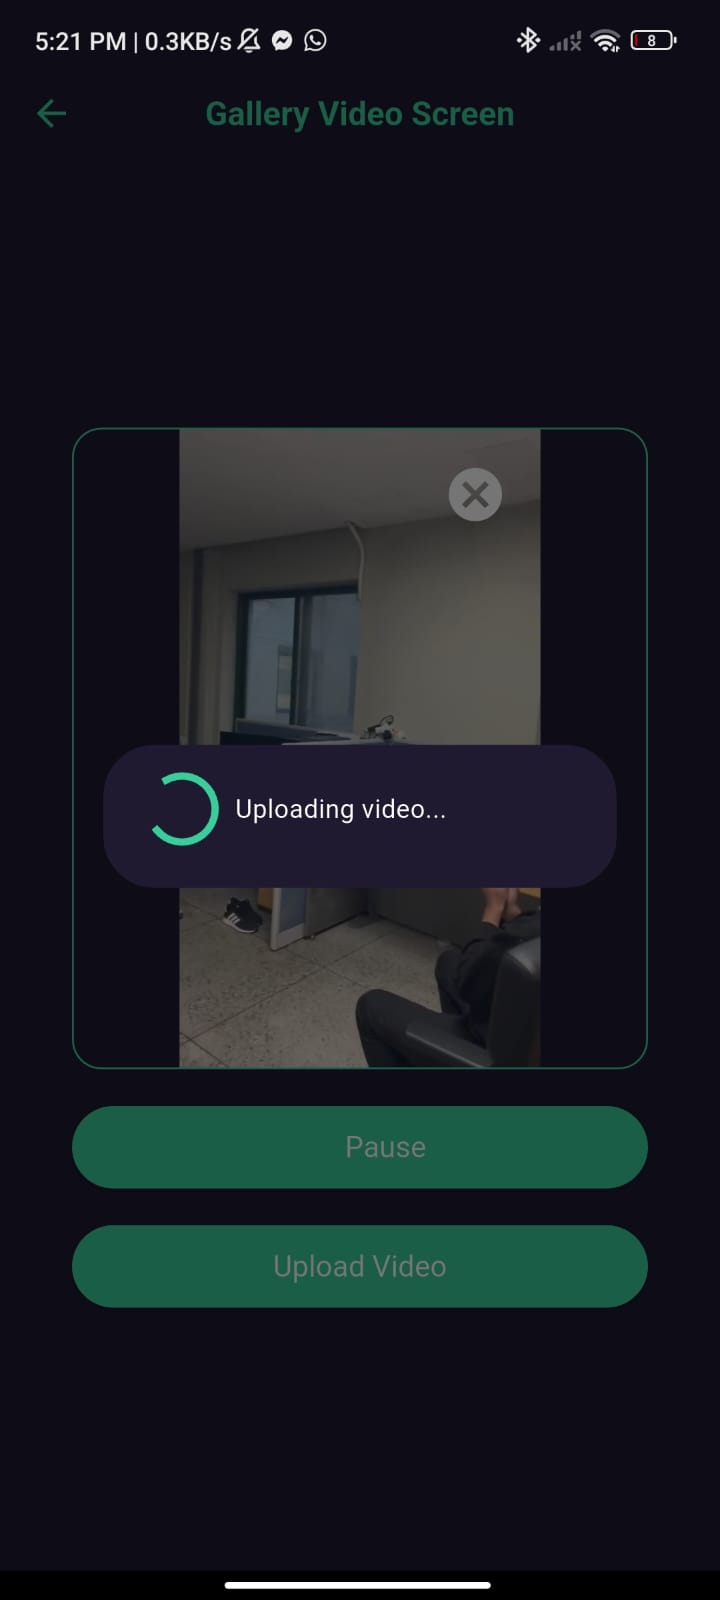 5:21 PM | 0.3KB/s 8
Gallery Video Screen
Uploading video...
Pause
Upload Video